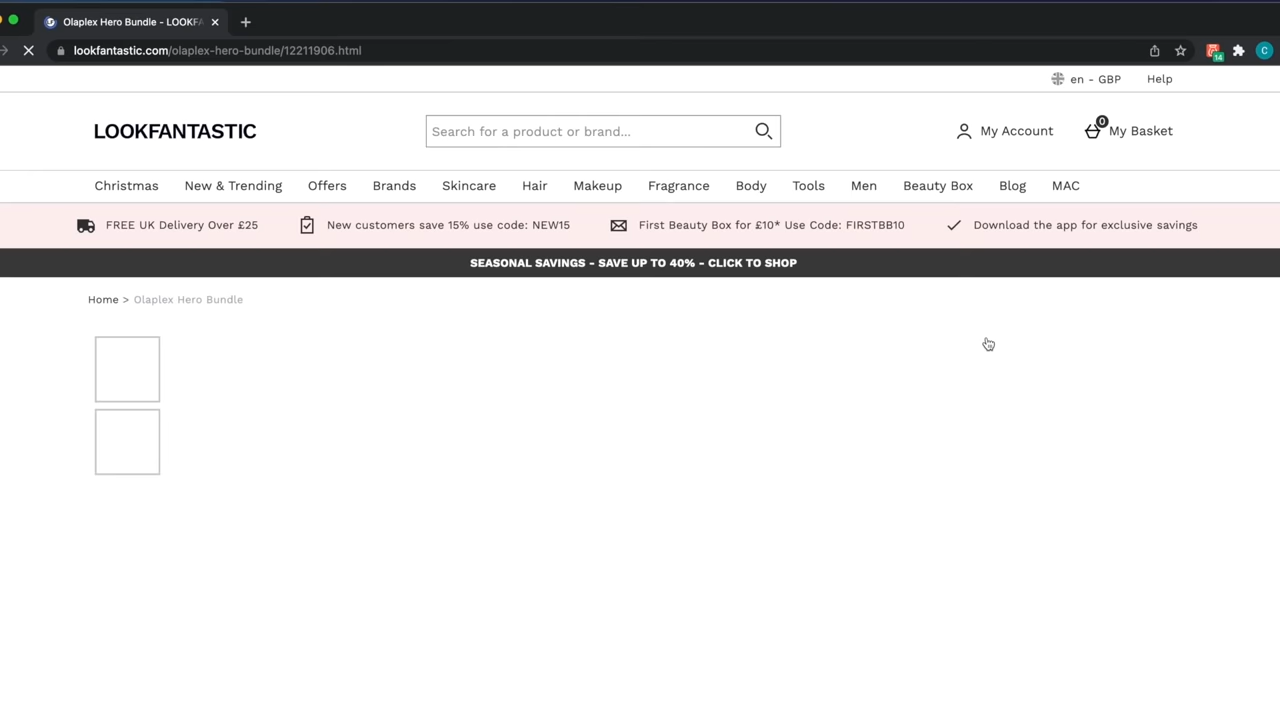 Olaplex Hero Bundle - LOOKFA
lookfantastic.com/olaplex-hero-bundle/12211906.html
14
C
en - GBP Help
LOOKFANTASTIC
Search for a product or brand...
My Account
0
My Basket
Christmas New & Trending Offers Brands Skincare Hair Makeup Fragrance Body Tools Men Beauty Box Blog MAC
FREE UK Delivery Over £25 New customers save 15% use code: NEW15 First Beauty Box for £10* Use Code: FIRSTBB10 Download the app for exclusive savings
SEASONAL SAVINGS - SAVE UP TO 40% - CLICK TO SHOP
Home > Olaplex Hero Bundle